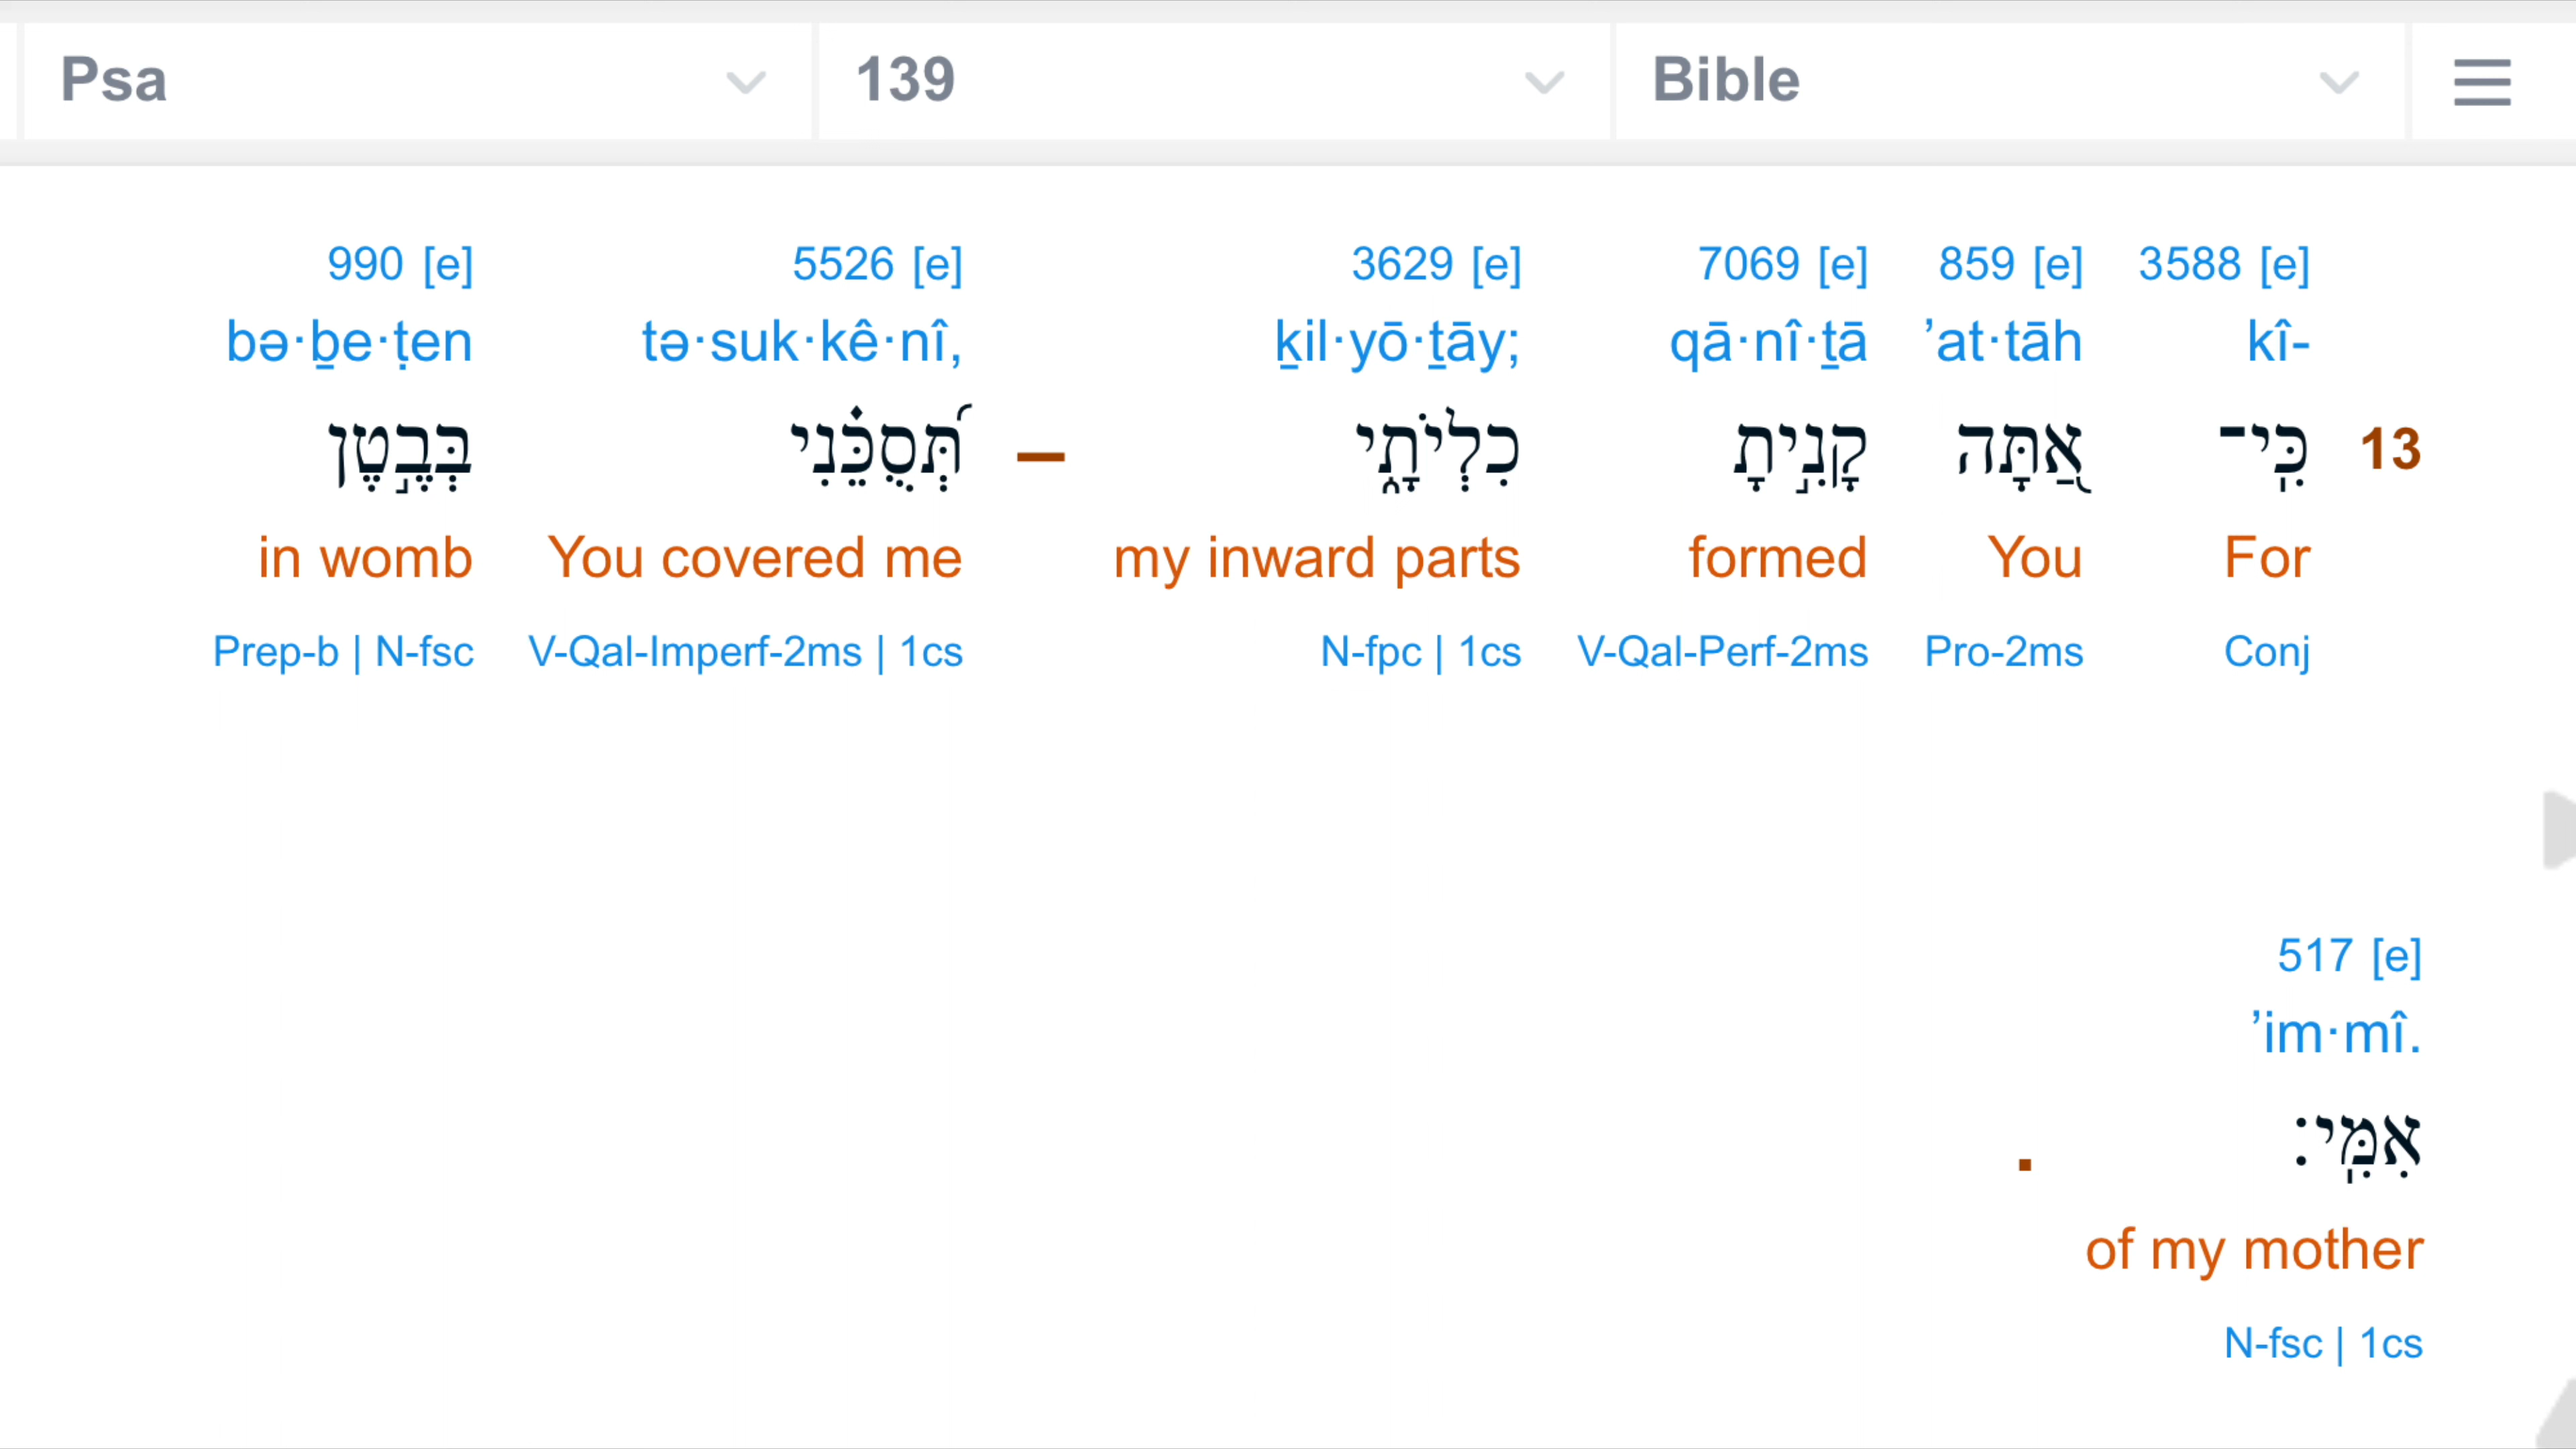 Psa 139 Bible
3588 [e] 859 [e] 7069 [e] 3629 [e] 5526 [e] 990 [e]
kî- ’at·tāh qā·nî·ṯā ḵil·yō·ṯāy; tə·suk·kê·nî, bə·ḇe·ṭen
13 כִּֽי־ אַ֭תָּה קָנִ֣יתָ כִלְיֹתָ֑י – תְּ֝סֻכֵּ֗נִי בְּבֶ֣טֶן
For You formed my inward parts You covered me in womb
Conj Pro-2ms V-Qal-Perf-2ms N-fpc | 1cs V-Qal-Imperf-2ms | 1cs Prep-b | N-fsc
517 [e]
’im·mî.
אִמִּֽי׃ .
of my mother
N-fsc | 1cs